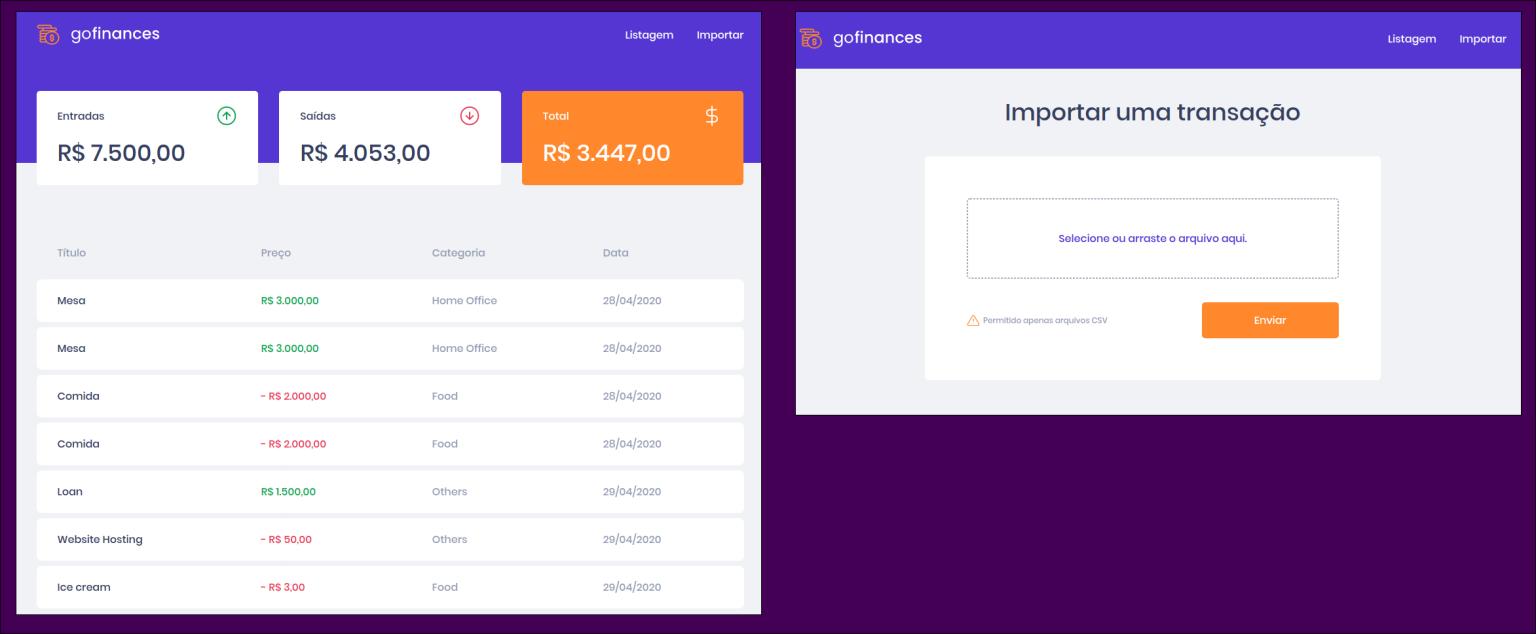 gofinances
Listagem Importar
Entradas
R$ 7.500,00
Saídas
R$ 4.053,00
Total
$
R$ 3.447,00
Título Preço Categoria Data
Mesa R$ 3.000,00 Home Office 28/04/2020
Mesa R$ 3.000,00 Home Office 28/04/2020
Comida - R$ 2.000,00 Food 28/04/2020
Comida - R$ 2.000,00 Food 28/04/2020
Loan R$ 1.500,00 Others 29/04/2020
Website Hosting - R$ 50,00 Others 29/04/2020
Ice cream - R$ 3,00 Food 29/04/2020
gofinances
Listagem Importar
Importar uma transação
Selecione ou arraste o arquivo aqui.
Permitido apenas arquivos CSV
Enviar